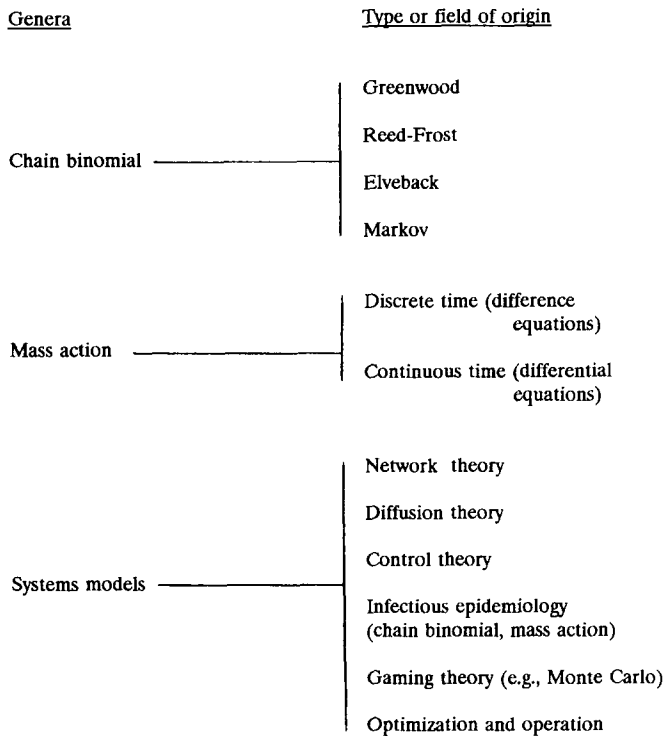 Genera
Type or field of origin
Chain binomial
Greenwood
Reed-Frost
Elveback
Markov
Mass action
Discrete time (difference
equations)
Continuous time (differential
equations)
Systems models
Network theory
Diffusion theory
Control theory
Infectious epidemiology
(chain binomial, mass action)
Gaming theory (e.g., Monte Carlo)
Optimization and operation